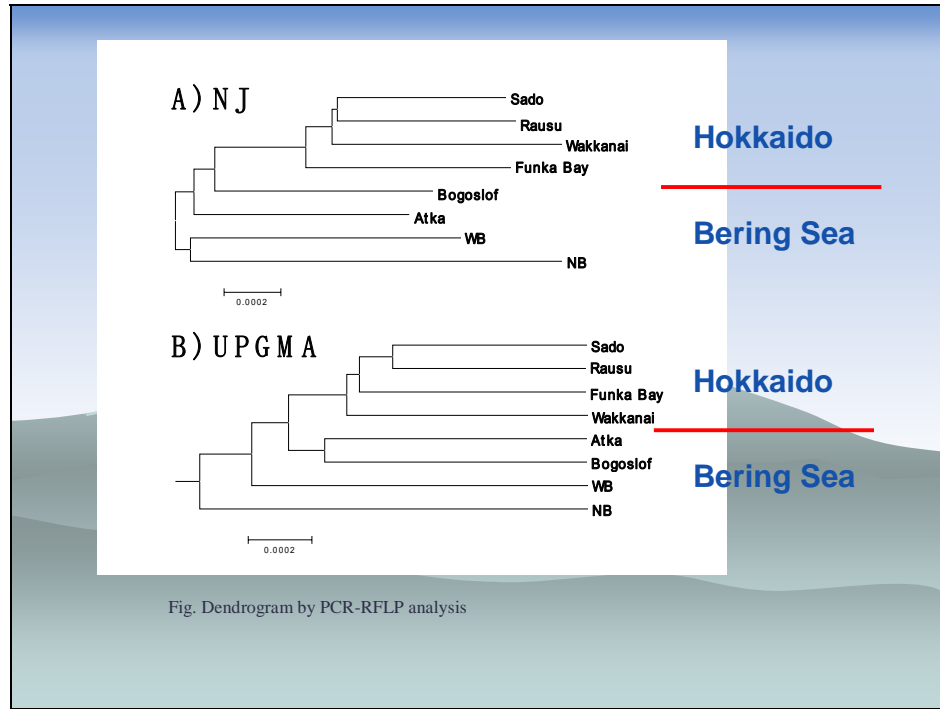 A) NJ
Sado
Rausu
Wakkanai
Funka Bay
Bogoslof
Atka
WB
NB
0.0002
Hokkaido
Bering Sea
B) UPGMA
Sado
Rausu
Funka Bay
Wakkanai
Atka
Bogoslof
WB
NB
0.0002
Hokkaido
Bering Sea
Fig. Dendrogram by PCR-RFLP analysis